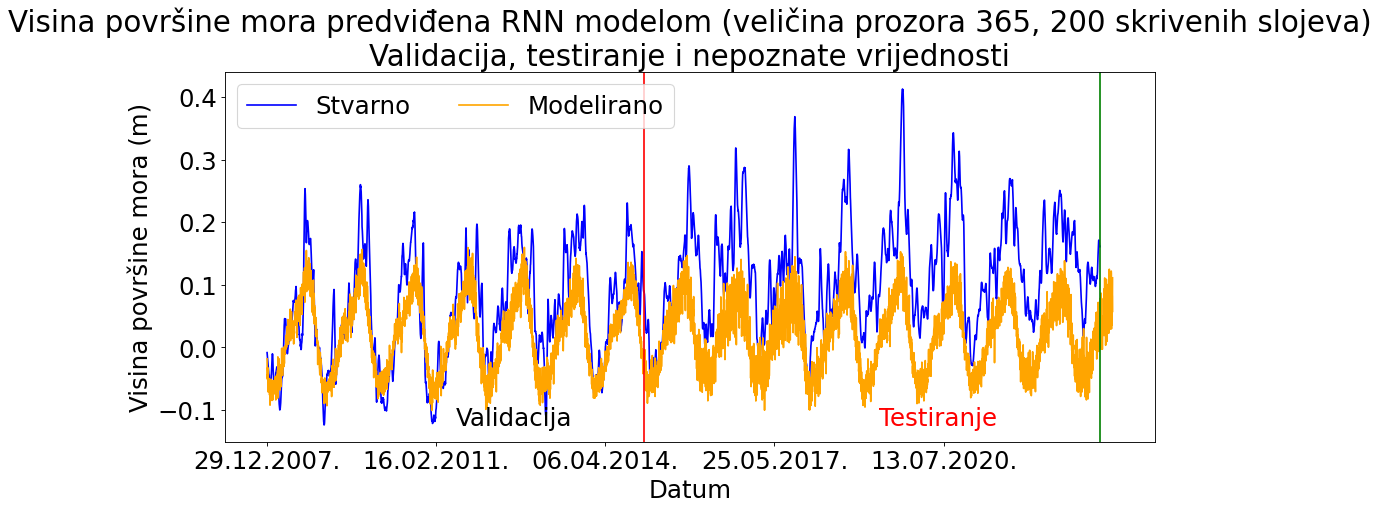 Visina površine mora predviđena RNN modelom (veličina prozora 365, 200 skrivenih slojeva)
Validacija, testiranje i nepoznate vrijednosti
Stvarno Modelirano
Visina površine mora (m)
0.4
0.3
0.2
0.1
0.0
−0.1
Validacija Testiranje
29.12.2007. 16.02.2011. 06.04.2014. 25.05.2017. 13.07.2020.
Datum